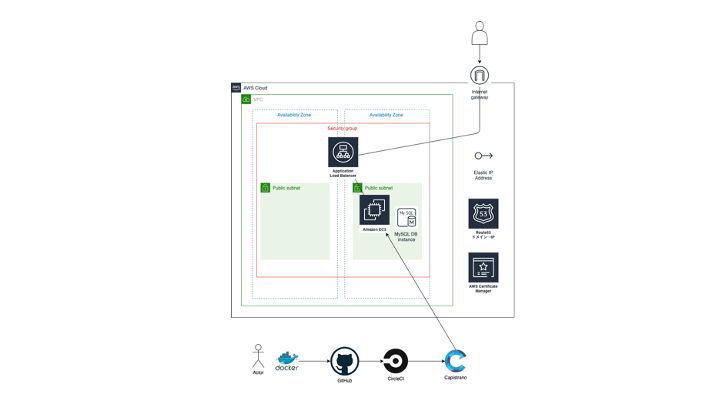 Internet
gateway
AWS
AWS Cloud
VPC
Availability Zone
Availability Zone
Security group
Application
Load Balancer
Elastic IP
Address
Public subnet
Public subnet
My SQL
Amazon EC2
MySQL DB
instance
53
Route53
ドメイン→IP
AWS Certificate
Manager
docker
Actor
GitHub
CircleCI
Capistrano